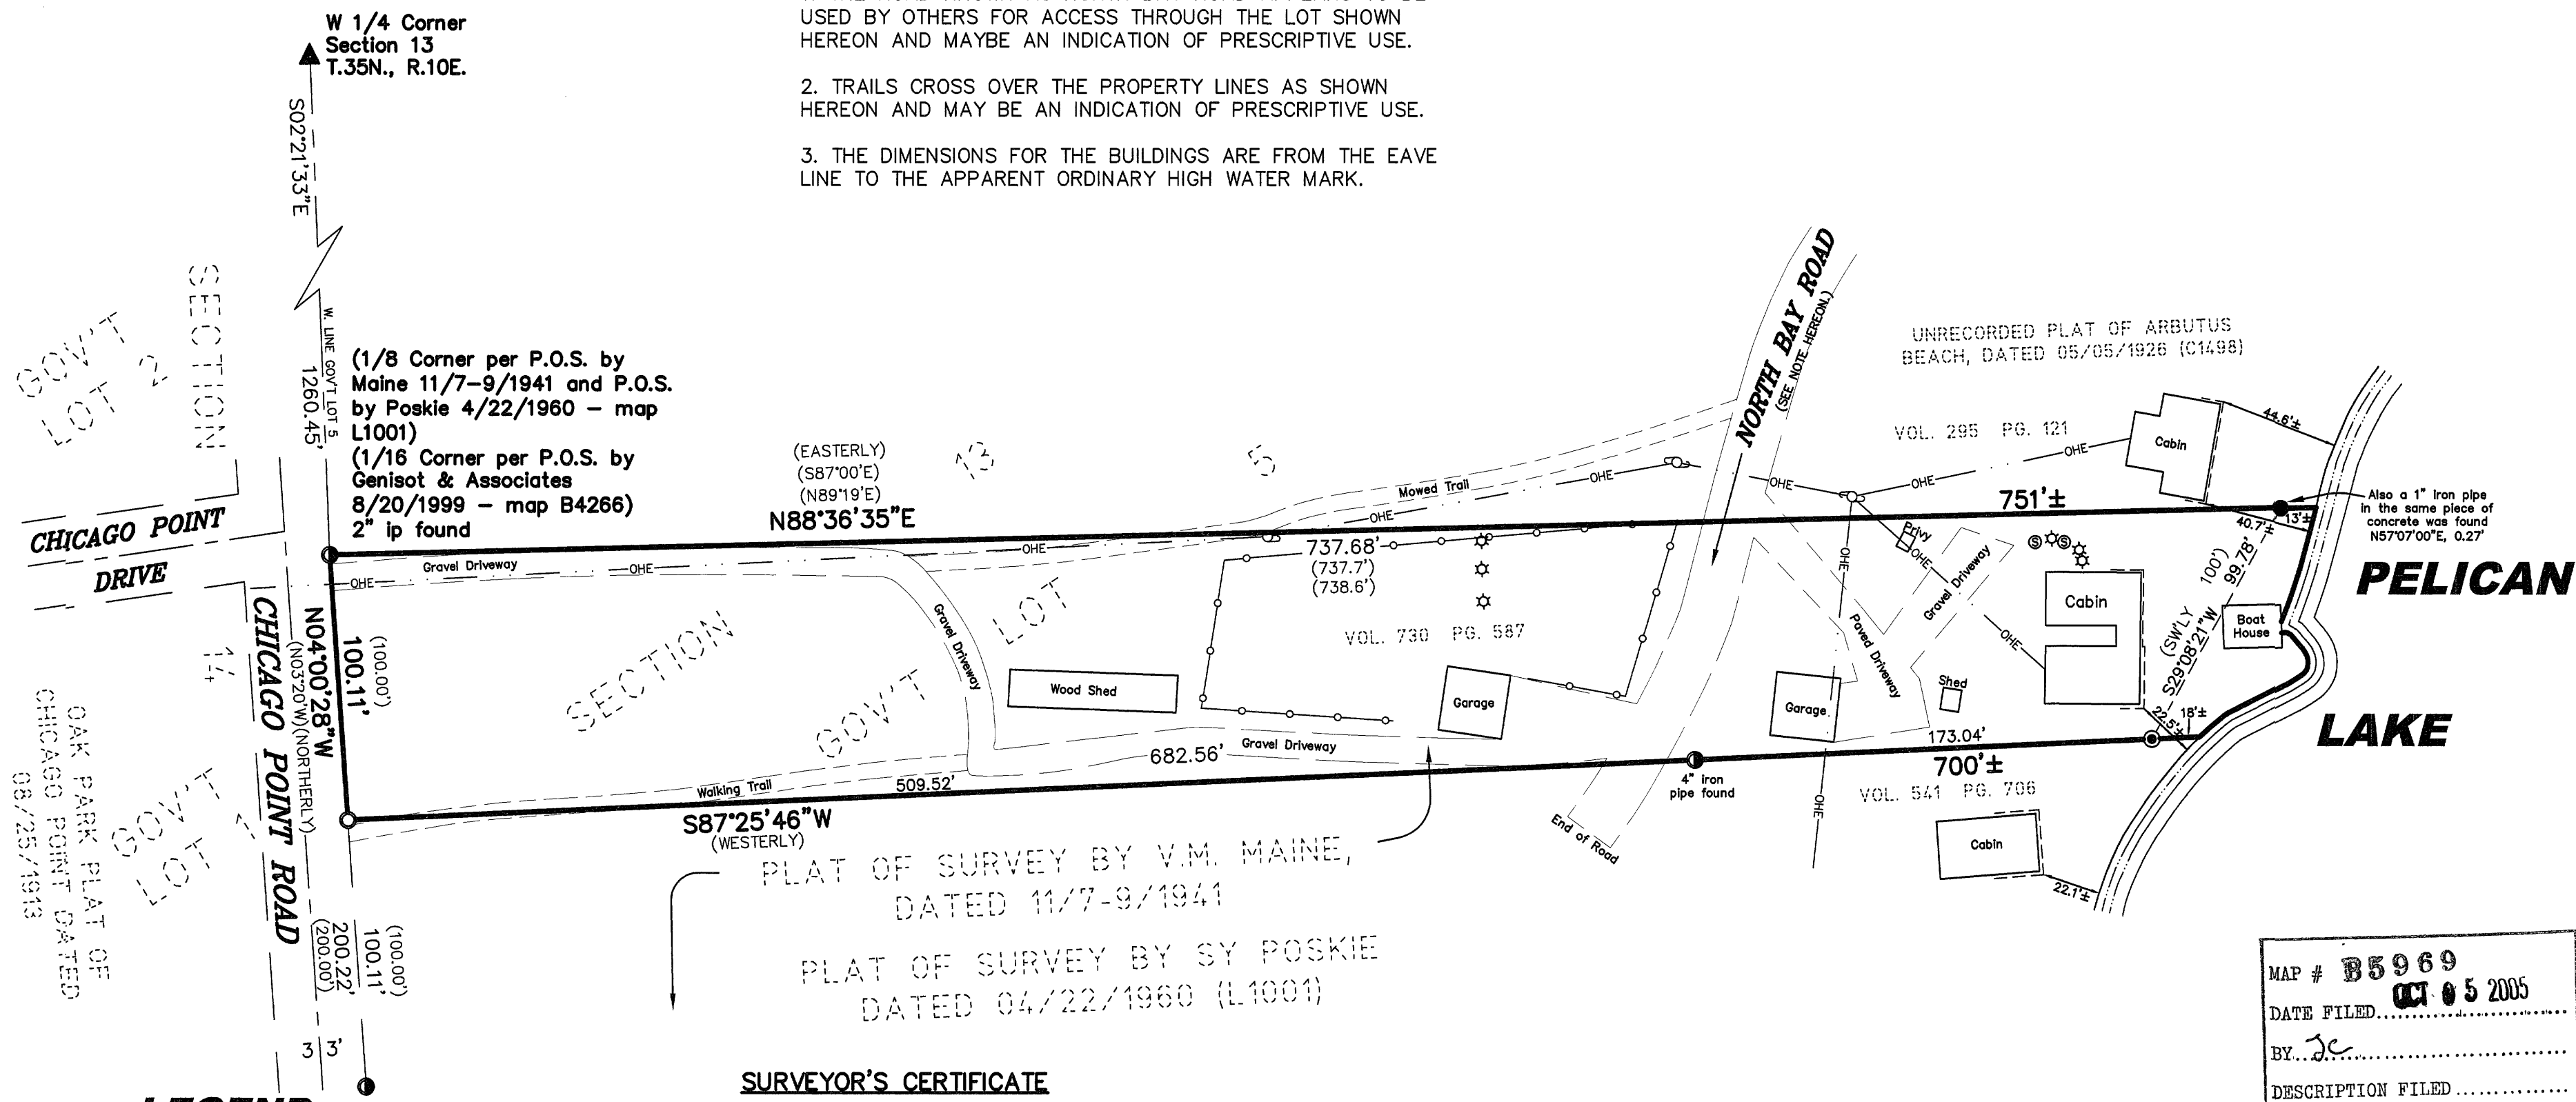 W 1/4 Corner
Section 13
T.35N., R.10E.
USED BY OTHERS FOR ACCESS THROUGH THE LOT SHOWN
HEREON AND MAYBE AN INDICATION OF PRESCRIPTIVE USE.
2. TRAILS CROSS OVER THE PROPERTY LINES AS SHOWN
HEREON AND MAY BE AN INDICATION OF PRESCRIPTIVE USE.
3. THE DIMENSIONS FOR THE BUILDINGS ARE FROM THE EAVE
LINE TO THE APPARENT ORDINARY HIGH WATER MARK.
S02°21'33"E
W. LINE GOV'T LOT 5
1260.45'
SECTION
GOV'T
LOT 2
(1/8 Corner per P.O.S. by
Maine 11/7-9/1941 and P.O.S.
by Poskie 4/22/1960 - map
L1001)
(1/16 Corner per P.O.S. by
Genisot & Associates
8/20/1999 - map B4266)
2" ip found
CHICAGO POINT
DRIVE
(EASTERLY)
(S87°00'E)
(N89°19'E)
N88°36'35"E
13
5
Mowed Trail
OHE
OHE
OHE
OHE
OHE
OHE
OHE
OHE
NORTH BAY ROAD
(SEE NOTE HEREON.)
UNRECORDED PLAT OF ARBUTUS
BEACH, DATED 05/05/1926 (C1498)
VOL. 295 PG. 121
Cabin
44.6'±
751'±
Also a 1" iron pipe
in the same piece of
concrete was found
N57°07'00"E, 0.27'
40.7'±
13'±
Gravel Driveway
737.68'
(737.7')
(738.6')
Privy
OHE
OHE
Gravel Driveway
S
S
PELICAN
LAKE
Cabin
Boat
House
(SW'LY
100')
S29°08'21"W
99.78'
22.5'±
18'±
N04°00'28"W
(N03°20'W)(NORTHERLY)
(100.00')
100.11'
CHICAGO POINT ROAD
14
SECTION
GOV'T
LOT
Gravel Driveway
VOL. 730 PG. 587
Wood Shed
Garage
Garage
Paved Driveway
Shed
OHE
OHE
Walking Trail
509.52'
682.56'
Gravel Driveway
173.04'
700'±
4" iron
pipe found
VOL. 541 PG. 706
Cabin
22.1'±
End of Road
S87°25'46"W
(WESTERLY)
OAK PARK PLAT OF
CHICAGO POINT DATED
08/25/1913
GOV'T
LOT 1
PLAT OF SURVEY BY V.M. MAINE,
DATED 11/7-9/1941
PLAT OF SURVEY BY SY POSKIE
DATED 04/22/1960 (L1001)
(100.00')
100.11'
200.22'
(200.00')
33'
SURVEYOR'S CERTIFICATE
MAP # B5969
DATE FILED OCT 05 2005
BY JC
DESCRIPTION FILED